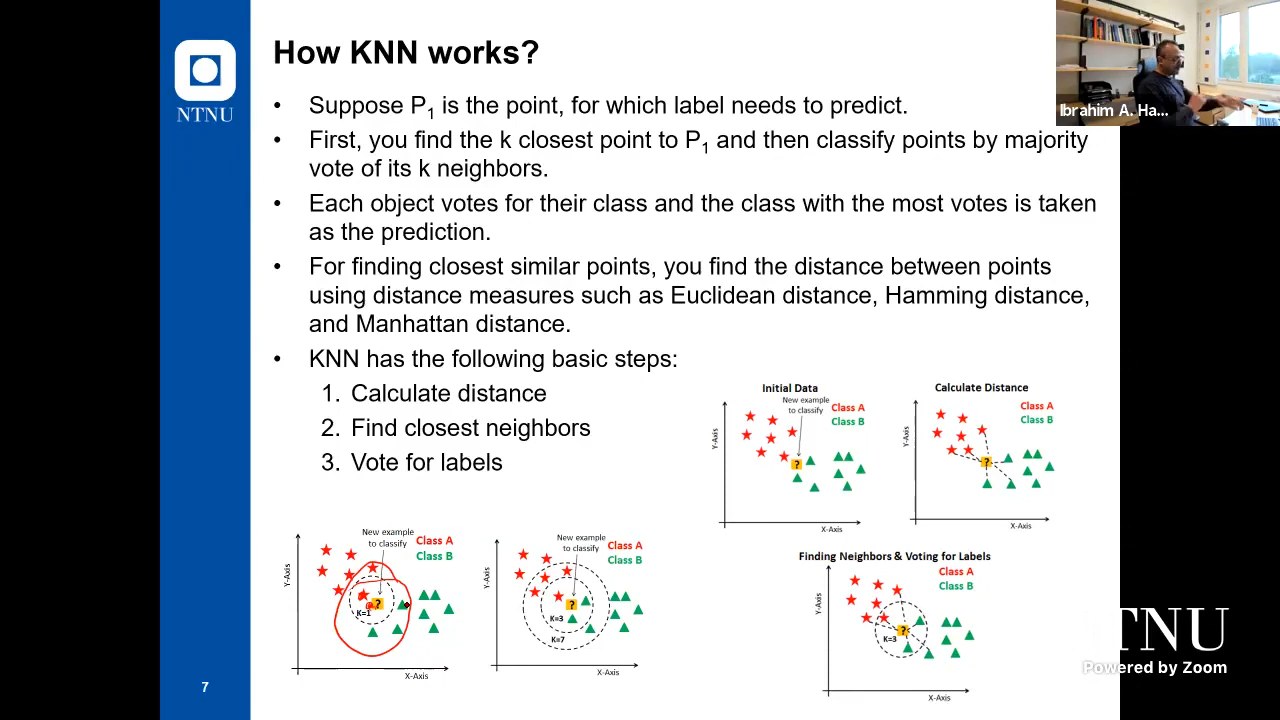 How KNN works?
NTNU
Ibrahim A. Ha...
• Suppose P1 is the point, for which label needs to predict.
• First, you find the k closest point to P1 and then classify points by majority
vote of its k neighbors.
• Each object votes for their class and the class with the most votes is taken
as the prediction.
• For finding closest similar points, you find the distance between points
using distance measures such as Euclidean distance, Hamming distance,
and Manhattan distance.
• KNN has the following basic steps:
1. Calculate distance
2. Find closest neighbors
3. Vote for labels
Initial Data
New example
to classify
Class A
Class B
?
Y-Axis
X-Axis
Calculate Distance
Class A
Class B
?
Y-Axis
X-Axis
New example
to classify
Class A
Class B
?
K=1
Y-Axis
X-Axis
New example
to classify
Class A
Class B
?
K=3
K=7
Y-Axis
X-Axis
Finding Neighbors & Voting for Labels
Class A
Class B
?
K=3
Y-Axis
X-Axis
NTNU
Powered by Zoom
7